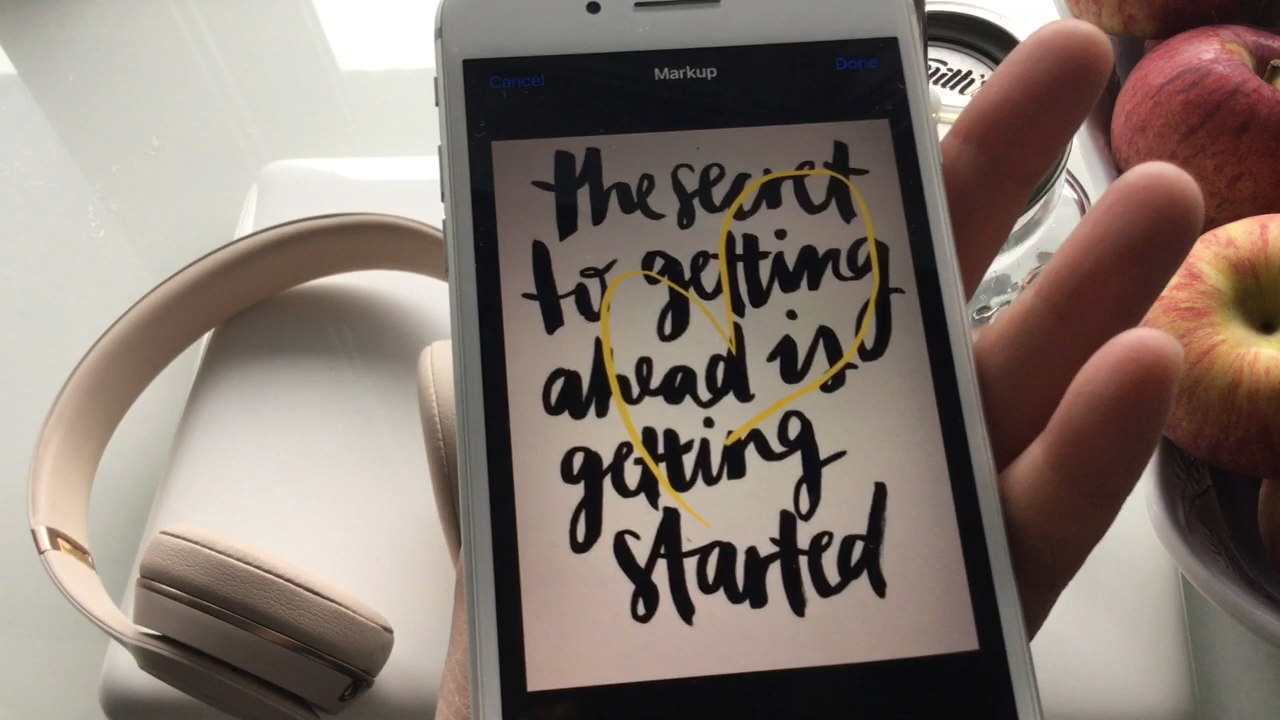 Cancel Markup Done
the secret
to getting
ahead is
getting
started